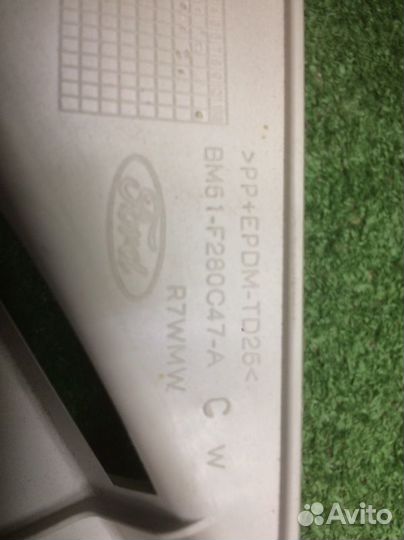 >PP+EPDM-TD25<
BM51-F280C47-A
Ford
R7WMW
C W
Avito